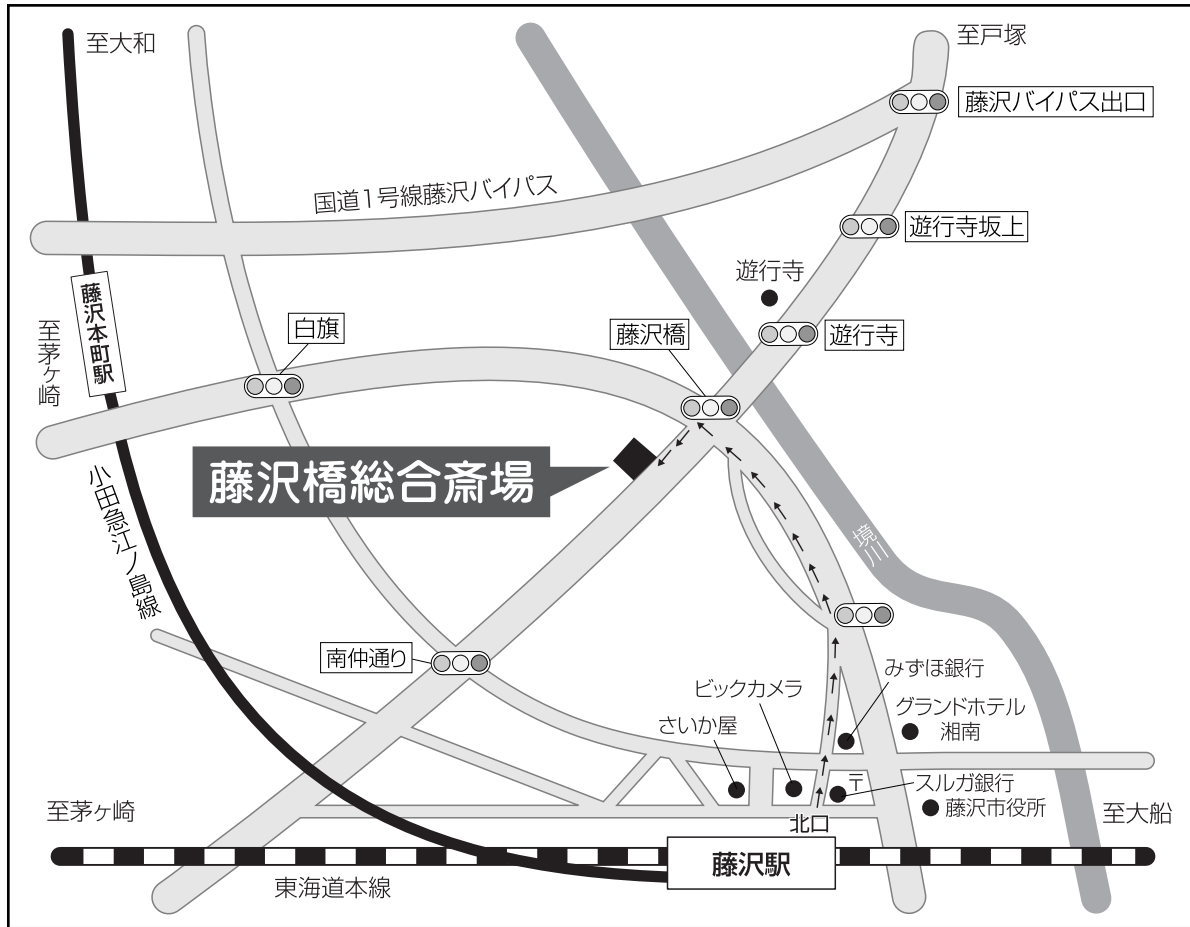 至大和
至戸塚
藤沢バイパス出口
国道1号線藤沢バイパス
遊行寺坂上
遊行寺
遊行寺
藤沢本町駅
至茅ヶ崎
白旗
藤沢橋
藤沢橋総合斎場
小田急江ノ島線
境川
南仲通り
みずほ銀行
ビックカメラ
グランドホテル
湘南
さいか屋
〒
スルガ銀行
藤沢市役所
至茅ヶ崎
至大船
北口
藤沢駅
東海道本線